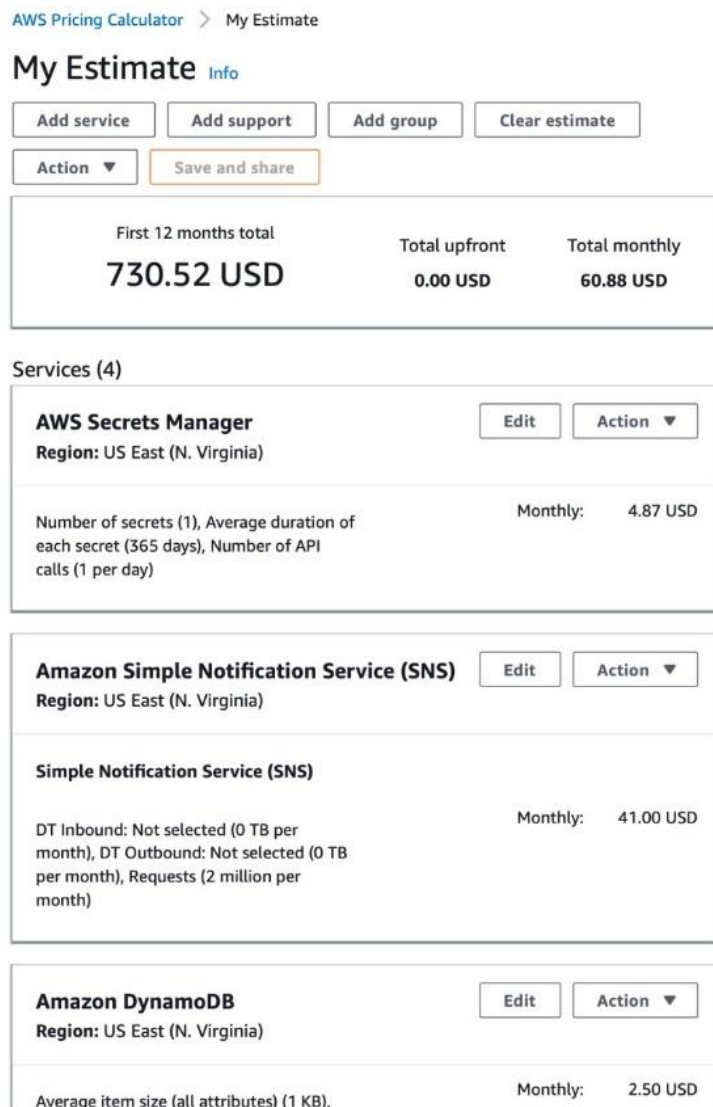 AWS Pricing Calculator > My Estimate
My Estimate Info
Add service Add support Add group Clear estimate
Action ▼ Save and share
First 12 months total
730.52 USD
Total upfront
0.00 USD
Total monthly
60.88 USD
Services (4)
AWS Secrets Manager Edit Action ▼
Region: US East (N. Virginia)
Monthly: 4.87 USD
Number of secrets (1), Average duration of
each secret (365 days), Number of API
calls (1 per day)
Amazon Simple Notification Service (SNS) Edit Action ▼
Region: US East (N. Virginia)
Simple Notification Service (SNS)
Monthly: 41.00 USD
DT Inbound: Not selected (0 TB per
month), DT Outbound: Not selected (0 TB
per month), Requests (2 million per
month)
Amazon DynamoDB Edit Action ▼
Region: US East (N. Virginia)
Monthly: 2.50 USD
Average item size (all attributes) (1 KB),